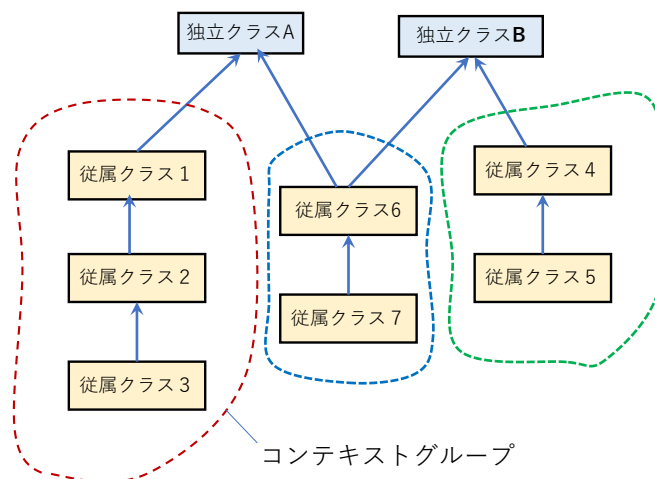 独立クラスA
独立クラスB
従属クラス１
従属クラス6
従属クラス４
従属クラス２
従属クラス５
従属クラス７
従属クラス３
コンテキストグループ